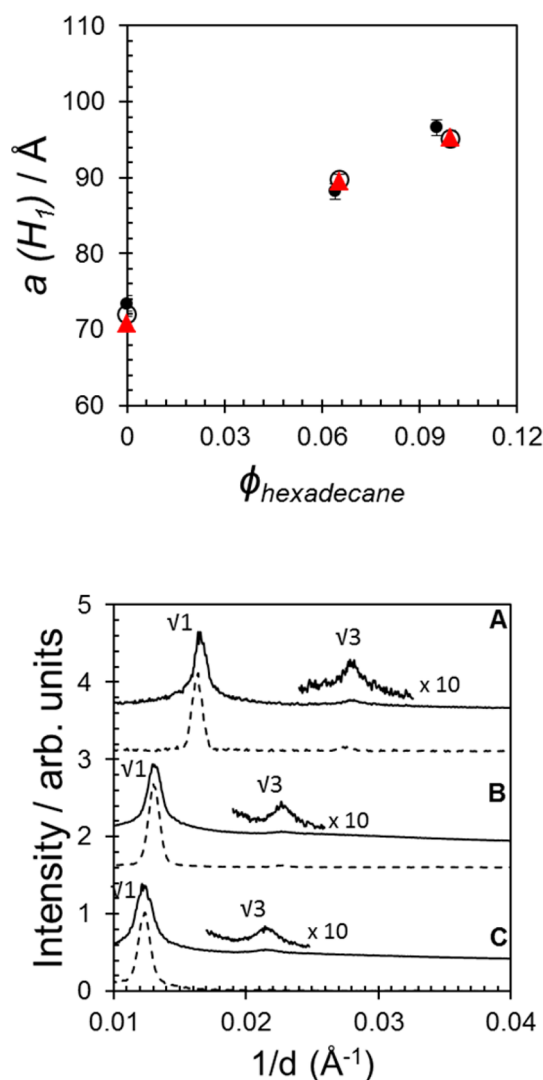 110
100
90
80
70
60
a (H₁) / Å
0 0.03 0.06 0.09 0.12
ϕhexadecane
5
4
3
2
1
0
Intensity / arb. units
√1 √3 A
x 10
√1 √3 B
x 10
√1 √3
x 10 C
0.01 0.02 0.03 0.04
1/d (Å⁻¹)